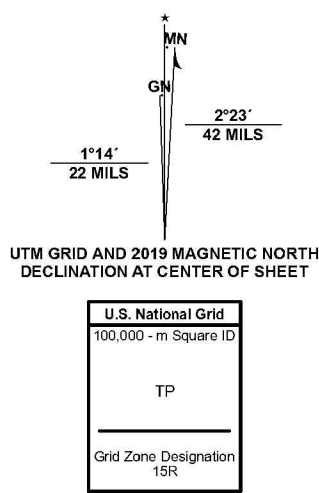 MN
GN
2°23´
42 MILS
1°14´
22 MILS
UTM GRID AND 2019 MAGNETIC NORTH
DECLINATION AT CENTER OF SHEET
U.S. National Grid
100,000 - m Square ID
TP
Grid Zone Designation
15R